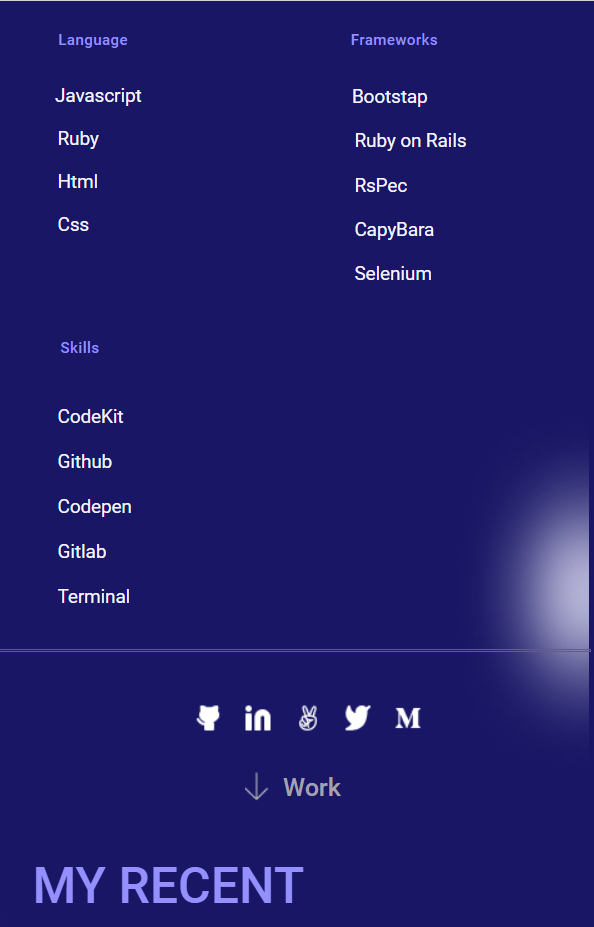 Language
Javascript
Ruby
Html
Css
Frameworks
Bootstap
Ruby on Rails
RsPec
CapyBara
Selenium
Skills
CodeKit
Github
Codepen
Gitlab
Terminal
Work
MY RECENT